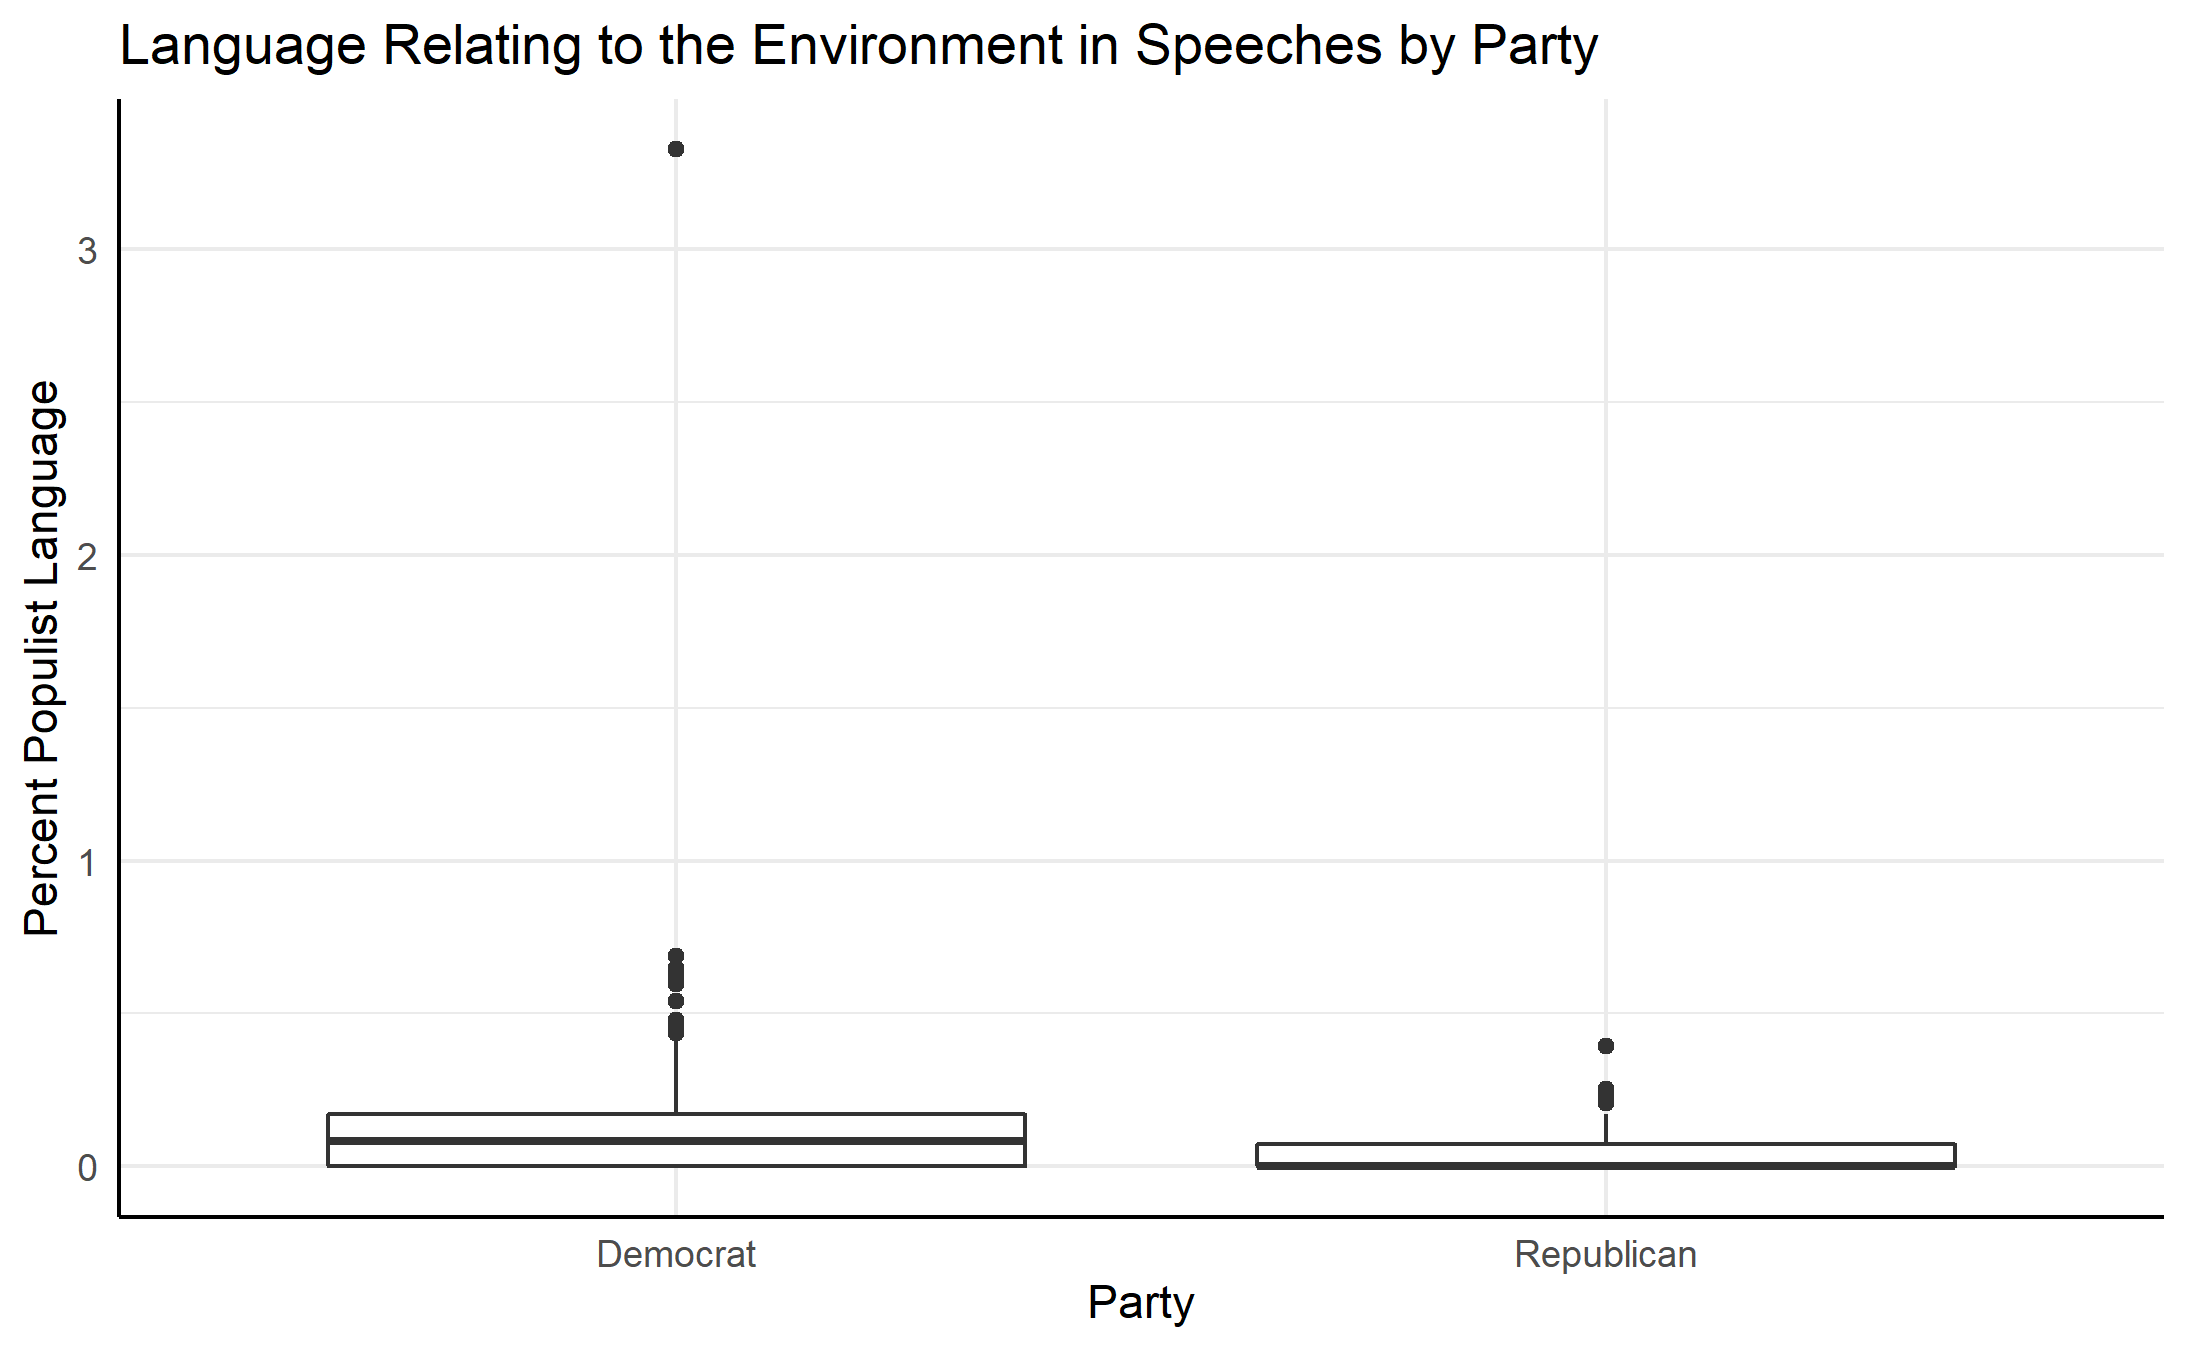 Language Relating to the Environment in Speeches by Party
Percent Populist Language
3
2
1
0
Democrat
Republican
Party